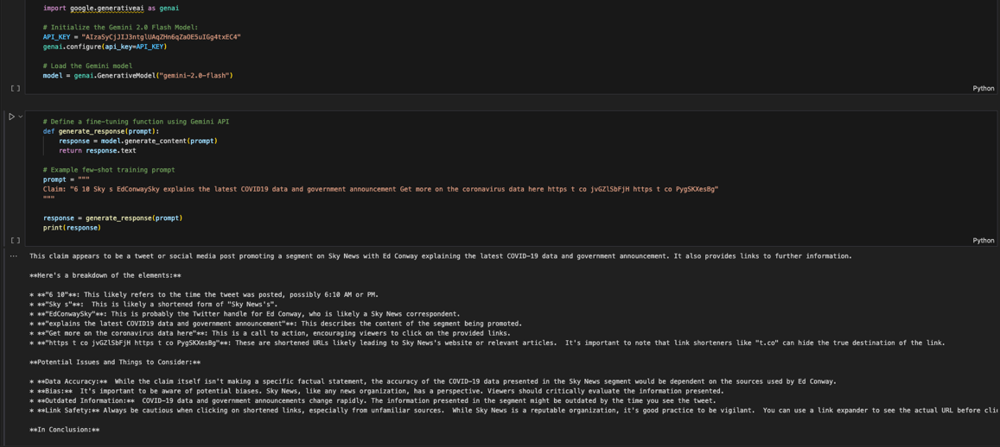 import google.generativeai as genai
# Initialize the Gemini 2.0 Flash Model:
API_KEY = "AIzaSyCjJIJ3ntglUAqZHn6qZaOE5uIGg4txEC4"
genai.configure(api_key=API_KEY)
# Load the Gemini model
model = genai.GenerativeModel("gemini-2.0-flash")
[ ]
Python
# Define a fine-tuning function using Gemini API
def generate_response(prompt):
    response = model.generate_content(prompt)
    return response.text
# Example few-shot training prompt
prompt = """
Claim: "6 10 Sky s EdConwaySky explains the latest COVID19 data and government announcement Get more on the coronavirus data here https t co jvGZlSbFjH https t co PygSKXesBg"
"""
response = generate_response(prompt)
print(response)
[ ]
Python
...
This claim appears to be a tweet or social media post promoting a segment on Sky News with Ed Conway explaining the latest COVID-19 data and government announcement. It also provides links to further information.
**Here's a breakdown of the elements:**
* **"6 10"**: This likely refers to the time the tweet was posted, possibly 6:10 AM or PM.
* **"Sky s"**:  This is likely a shortened form of "Sky News's".
* **"EdConwaySky"**: This is probably the Twitter handle for Ed Conway, who is likely a Sky News correspondent.
* **"explains the latest COVID19 data and government announcement"**: This describes the content of the segment being promoted.
* **"Get more on the coronavirus data here"**: This is a call to action, encouraging viewers to click on the provided links.
* **"https t co jvGZlSbFjH https t co PygSKXesBg"**: These are shortened URLs likely leading to Sky News's website or relevant articles.  It's important to note that link shorteners like "t.co" can hide the true destination of the link.
**Potential Issues and Things to Consider:**
* **Data Accuracy:**  While the claim itself isn't making a specific factual statement, the accuracy of the COVID-19 data presented in the Sky News segment would be dependent on the sources used by Ed Conway.
* **Bias:**  It's important to be aware of potential biases. Sky News, like any news organization, has a perspective. Viewers should critically evaluate the information presented.
* **Outdated Information:**  COVID-19 data and government announcements change rapidly. The information presented in the segment might be outdated by the time you see the tweet.
* **Link Safety:** Always be cautious when clicking on shortened links, especially from unfamiliar sources.  While Sky News is a reputable organization, it's good practice to be vigilant.  You can use a link expander to see the actual URL before clic
**In Conclusion:**